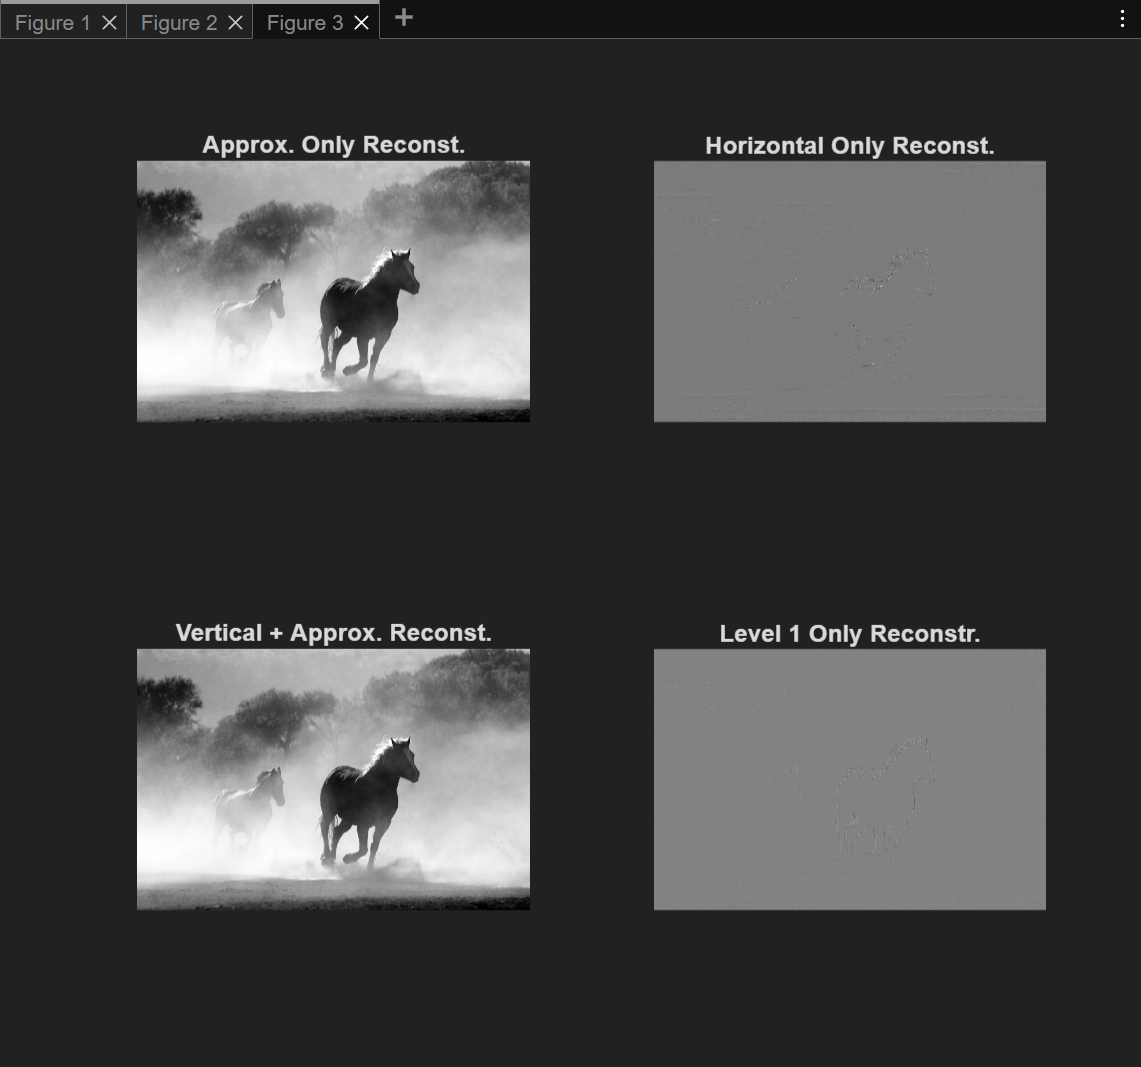 Figure 1 Figure 2 Figure 3
Approx. Only Reconst.
Horizontal Only Reconst.
Vertical + Approx. Reconst.
Level 1 Only Reconstr.